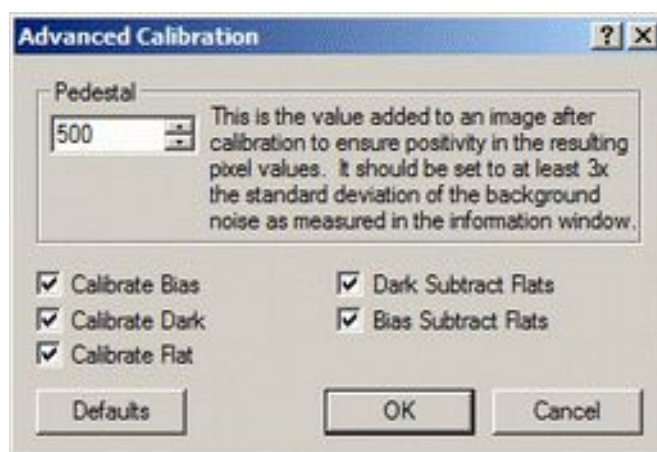 Advanced Calibration
Pedestal
500
This is the value added to an image after
calibration to ensure positivity in the resulting
pixel values. It should be set to at least 3x
the standard deviation of the background
noise as measured in the information window.
Calibrate Bias
Dark Subtract Flats
Calibrate Dark
Bias Subtract Flats
Calibrate Flat
Defaults
OK
Cancel